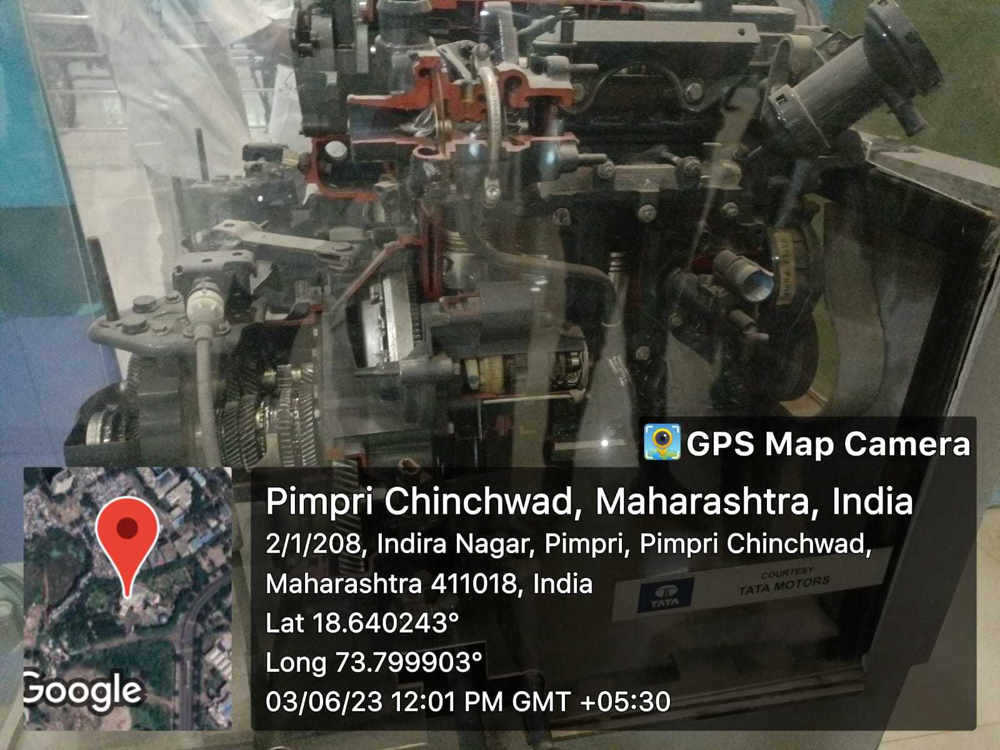 GPS Map Camera
Pimpri Chinchwad, Maharashtra, India
2/1/208, Indira Nagar, Pimpri, Pimpri Chinchwad,
Maharashtra 411018, India
Lat 18.640243°
Long 73.799903°
03/06/23 12:01 PM GMT +05:30
Google
COURTESY
TATA MOTORS
TATA